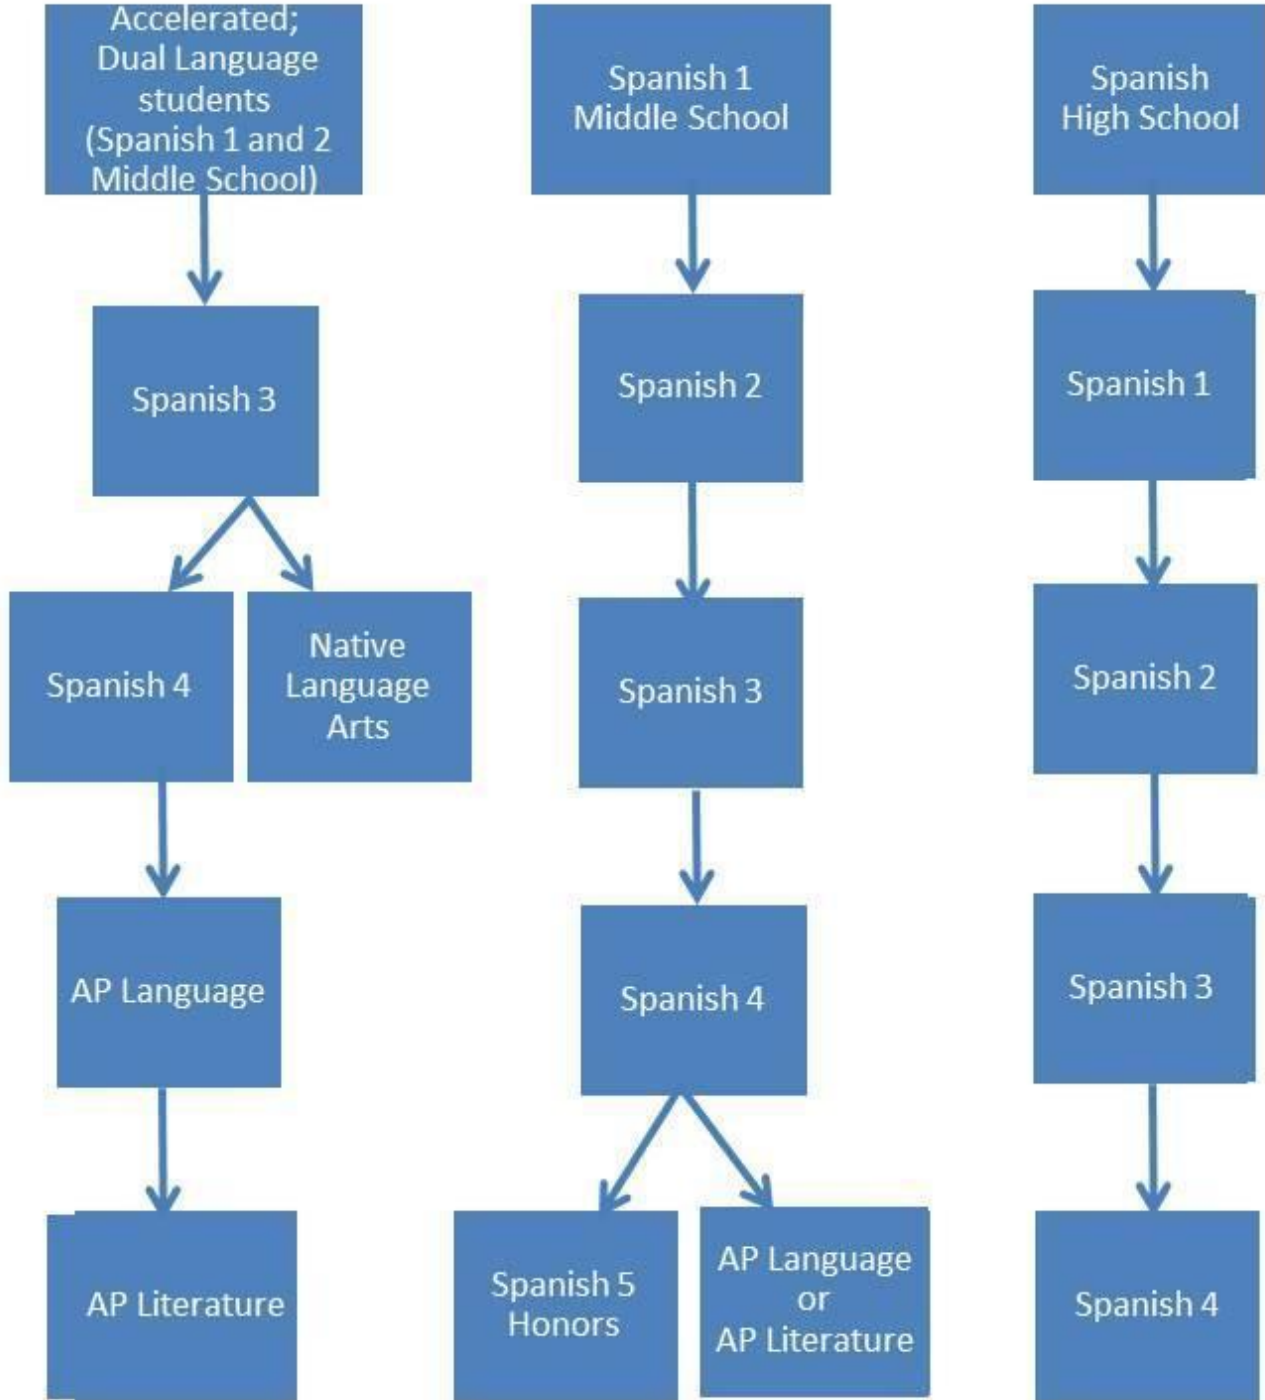 Accelerated;
Dual Language
students
(Spanish 1 and 2
Middle School)
Spanish 3
Spanish 4
Native
Language
Arts
AP Language
AP Literature
Spanish 1
Middle School
Spanish 2
Spanish 3
Spanish 4
Spanish 5
Honors
AP Language
or
AP Literature
Spanish
High School
Spanish 1
Spanish 2
Spanish 3
Spanish 4